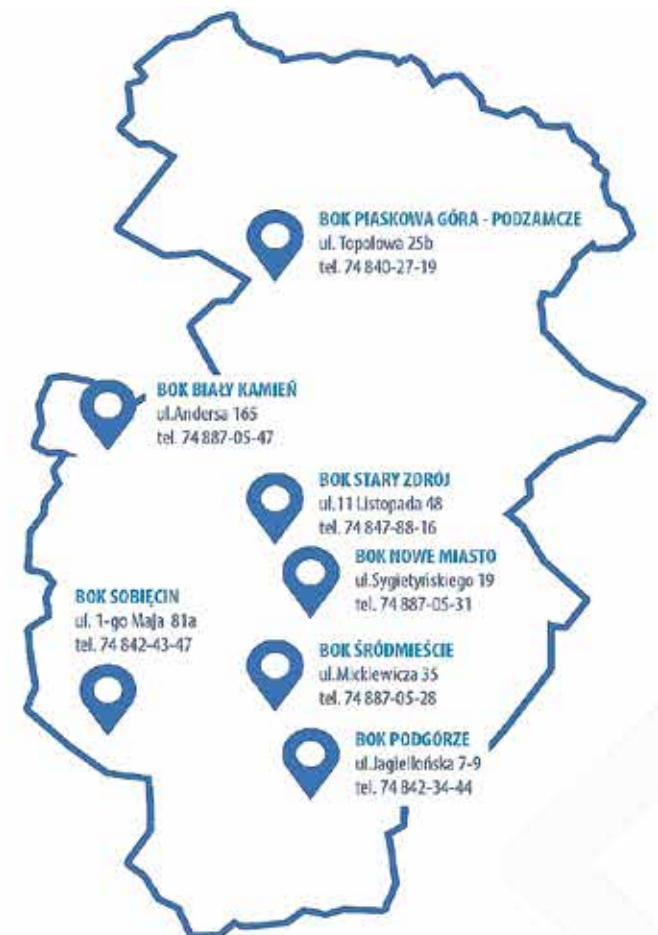 BOK PIASKOWA GÓRA - PODZAMCZE
ul. Topolowa 25b
tel. 74 840-27-19
BOK BIAŁY KAMIEŃ
ul.Andersa 165
tel. 74 887-05-47
BOK STARY ZDRÓJ
ul.11 Listopada 48
tel. 74 847-88-16
BOK NOWE MIASTO
ul.Sygietyńskiego 19
tel. 74 887-05-31
BOK SOBIĘCIN
ul. 1-go Maja 81a
tel. 74 842-43-47
BOK ŚRÓDMIEŚCIE
ul.Mickiewicza 35
tel. 74 887-05-28
BOK PODGÓRZE
ul.Jagiellońska 7-9
tel. 74 842-34-44